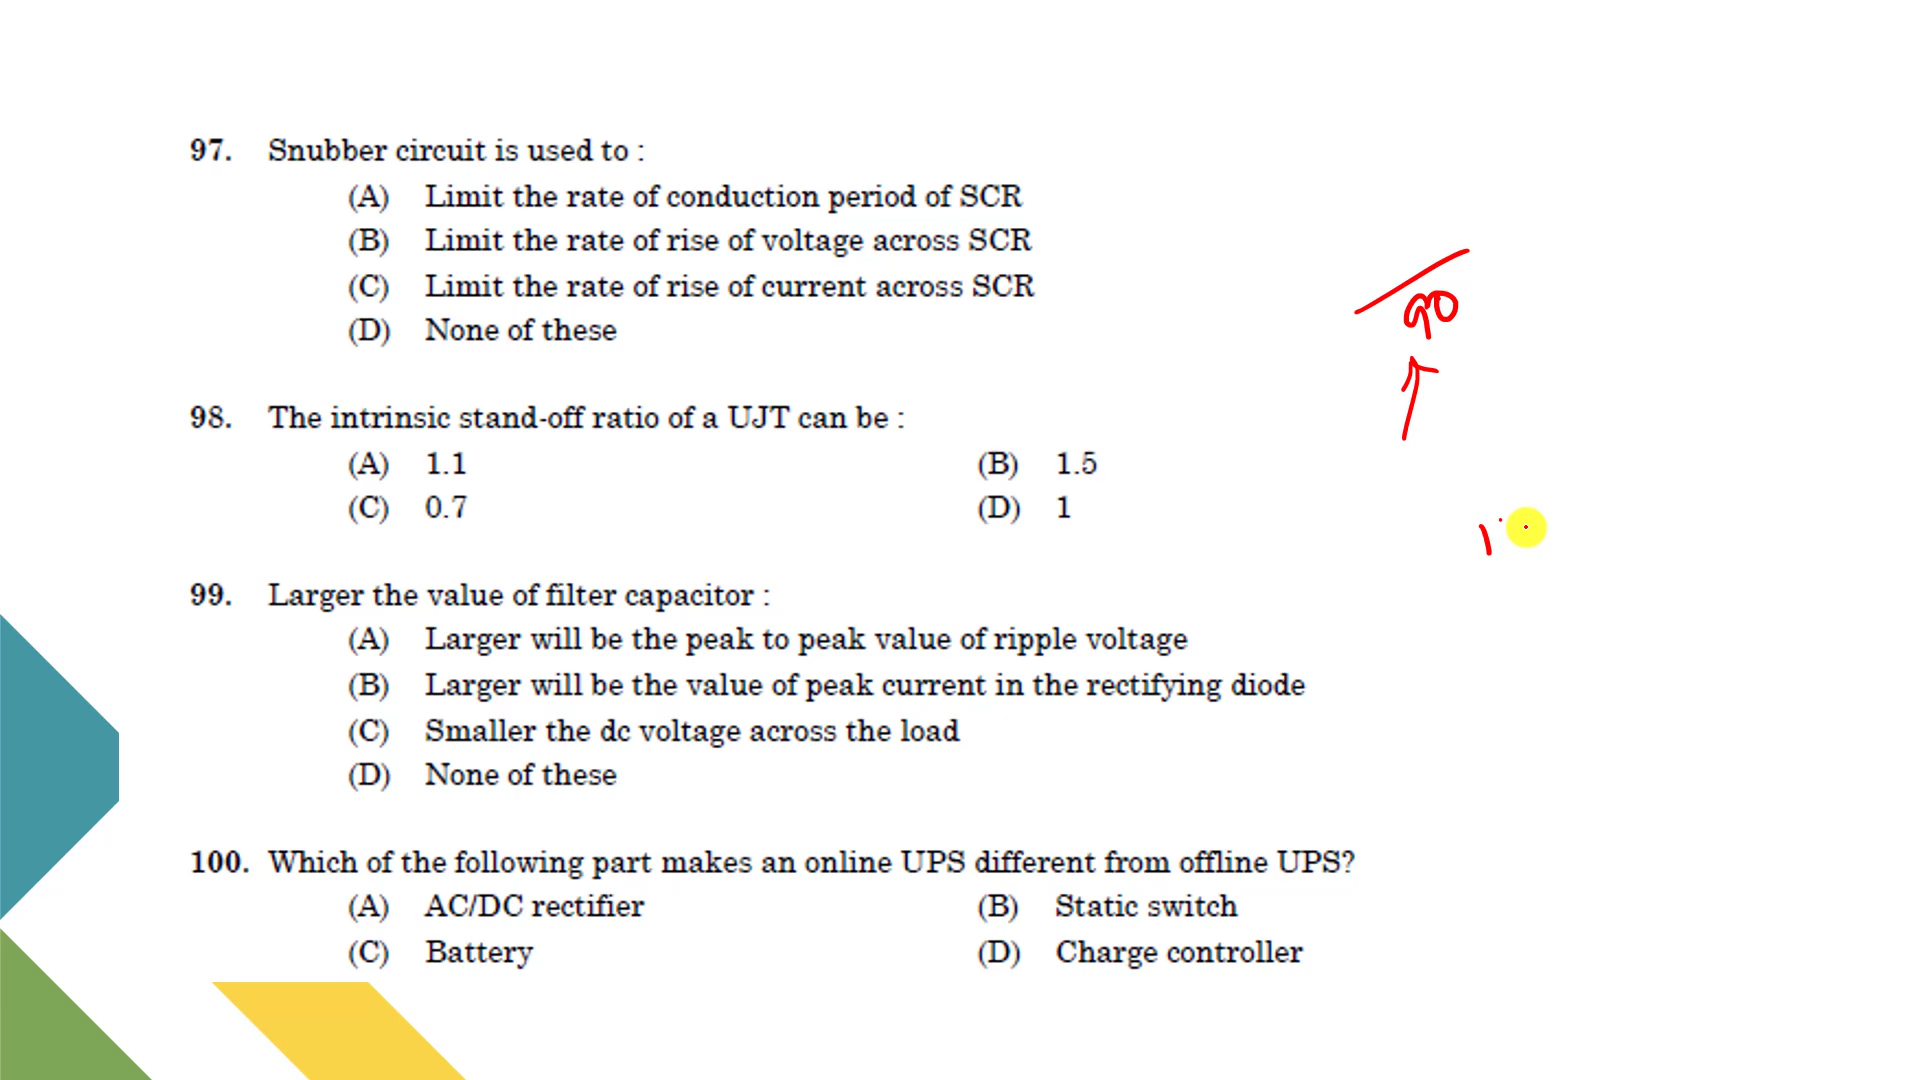 97. Snubber circuit is used to :
(A) Limit the rate of conduction period of SCR
(B) Limit the rate of rise of voltage across SCR
(C) Limit the rate of rise of current across SCR
(D) None of these
90
98. The intrinsic stand-off ratio of a UJT can be :
(A) 1.1 (B) 1.5
(C) 0.7 (D) 1
99. Larger the value of filter capacitor :
(A) Larger will be the peak to peak value of ripple voltage
(B) Larger will be the value of peak current in the rectifying diode
(C) Smaller the dc voltage across the load
(D) None of these
100. Which of the following part makes an online UPS different from offline UPS?
(A) AC/DC rectifier (B) Static switch
(C) Battery (D) Charge controller